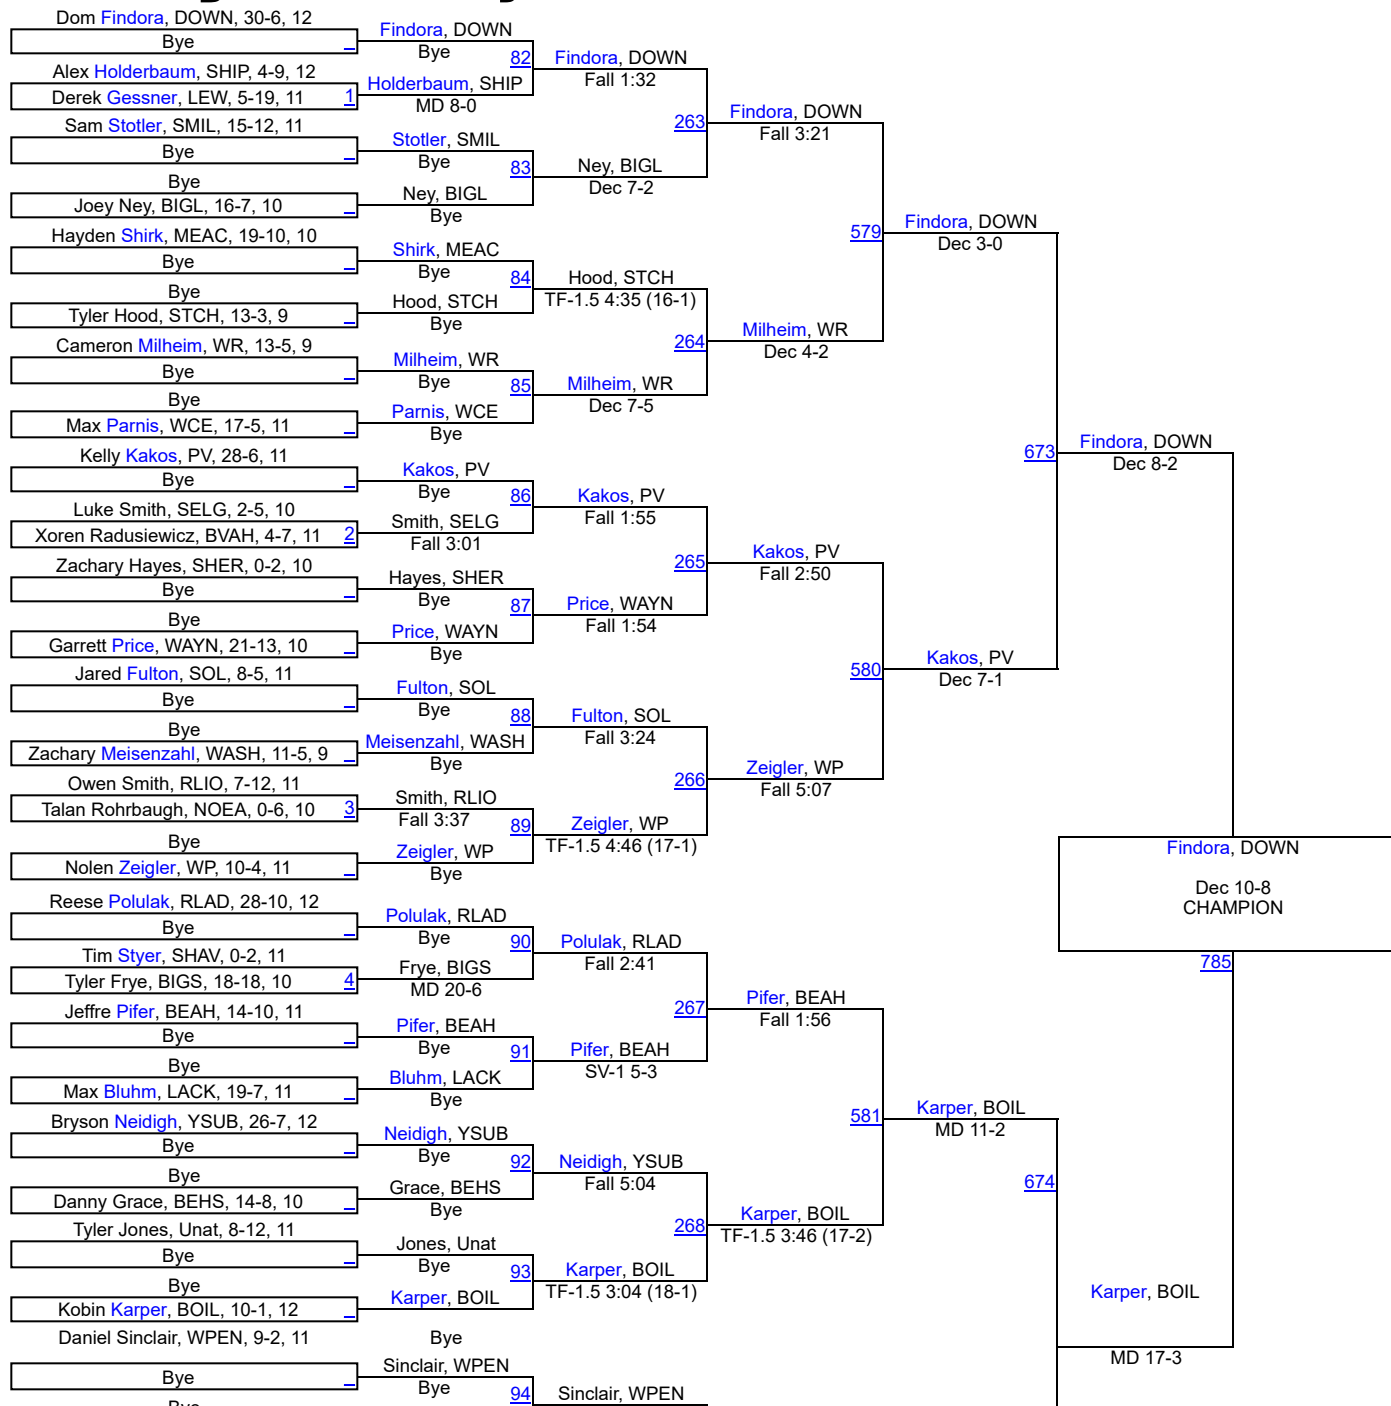 Dom Findora, DOWN, 30-6, 12
Bye
Alex Holderbaum, SHIP, 4-9, 12
Derek Gessner, LEW, 5-19, 11 1
Sam Stotler, SMIL, 15-12, 11
Bye
Bye
Joey Ney, BIGL, 16-7, 10
Hayden Shirk, MEAC, 19-10, 10
Bye
Bye
Tyler Hood, STCH, 13-3, 9
Cameron Milheim, WR, 13-5, 9
Bye
Bye
Max Parnis, WCE, 17-5, 11
Kelly Kakos, PV, 28-6, 11
Bye
Luke Smith, SELG, 2-5, 10
Xoren Radusiewicz, BVAH, 4-7, 11 2
Zachary Hayes, SHER, 0-2, 10
Bye
Bye
Garrett Price, WAYN, 21-13, 10
Jared Fulton, SOL, 8-5, 11
Bye
Bye
Zachary Meisenzahl, WASH, 11-5, 9
Owen Smith, RLIO, 7-12, 11
Talan Rohrbaugh, NOEA, 0-6, 10 3
Bye
Nolen Zeigler, WP, 10-4, 11
Reese Polulak, RLAD, 28-10, 12
Bye
Tim Styer, SHAV, 0-2, 11
Tyler Frye, BIGS, 18-18, 10 4
Jeffre Pifer, BEAH, 14-10, 11
Bye
Bye
Max Bluhm, LACK, 19-7, 11
Bryson Neidigh, YSUB, 26-7, 12
Bye
Bye
Danny Grace, BEHS, 14-8, 10
Tyler Jones, Unat, 8-12, 11
Bye
Bye
Kobin Karper, BOIL, 10-1, 12
Daniel Sinclair, WPEN, 9-2, 11
Bye
Findora, DOWN
Bye
82
Holderbaum, SHIP
MD 8-0
Stotler, SMIL
Bye
83
Ney, BIGL
Bye
Shirk, MEAC
Bye
84
Hood, STCH
Bye
Milheim, WR
Bye
85
Parnis, WCE
Bye
Kakos, PV
Bye
86
Smith, SELG
Fall 3:01
Hayes, SHER
Bye
87
Price, WAYN
Bye
Fulton, SOL
Bye
88
Meisenzahl, WASH
Bye
Smith, RLIO
Fall 3:37
89
Zeigler, WP
Bye
Polulak, RLAD
Bye
90
Frye, BIGS
MD 20-6
Pifer, BEAH
Bye
91
Bluhm, LACK
Bye
Neidigh, YSUB
Bye
92
Grace, BEHS
Bye
Jones, Unat
Bye
93
Karper, BOIL
Bye
Sinclair, WPEN
Bye
94
Findora, DOWN
Fall 1:32
263
Ney, BIGL
Dec 7-2
Hood, STCH
TF-1.5 4:35 (16-1)
264
Milheim, WR
Dec 7-5
Kakos, PV
Fall 1:55
265
Price, WAYN
Fall 1:54
Fulton, SOL
Fall 3:24
266
Zeigler, WP
TF-1.5 4:46 (17-1)
Polulak, RLAD
Fall 2:41
267
Pifer, BEAH
SV-1 5-3
Neidigh, YSUB
Fall 5:04
268
Karper, BOIL
TF-1.5 3:04 (18-1)
Sinclair, WPEN
Findora, DOWN
Fall 3:21
579
Milheim, WR
Dec 4-2
Kakos, PV
Fall 2:50
580
Zeigler, WP
Fall 5:07
Pifer, BEAH
Fall 1:56
581
Karper, BOIL
TF-1.5 3:46 (17-2)
Findora, DOWN
Dec 3-0
673
Kakos, PV
Dec 7-1
Karper, BOIL
MD 11-2
674
Findora, DOWN
Dec 8-2
Karper, BOIL
MD 17-3
Findora, DOWN
Dec 10-8
CHAMPION
785